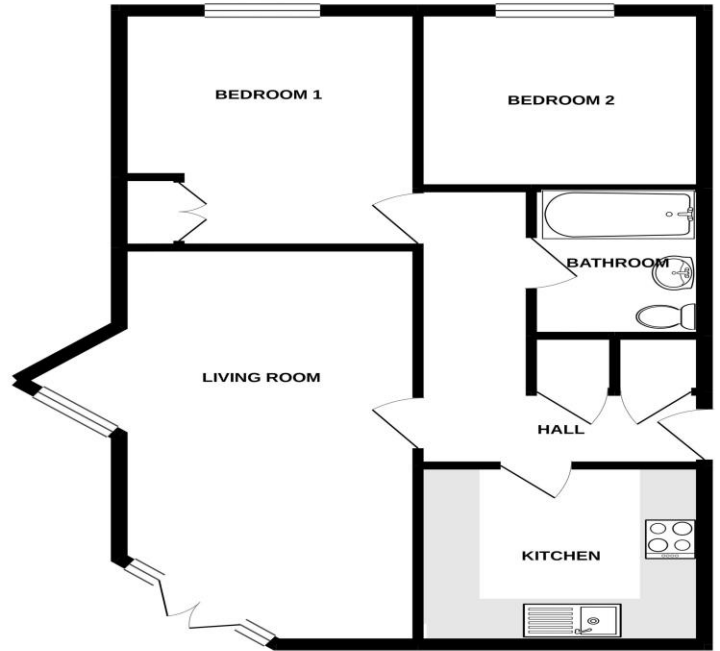 BEDROOM 1
BEDROOM 2
BATHROOM
LIVING ROOM
HALL
KITCHEN